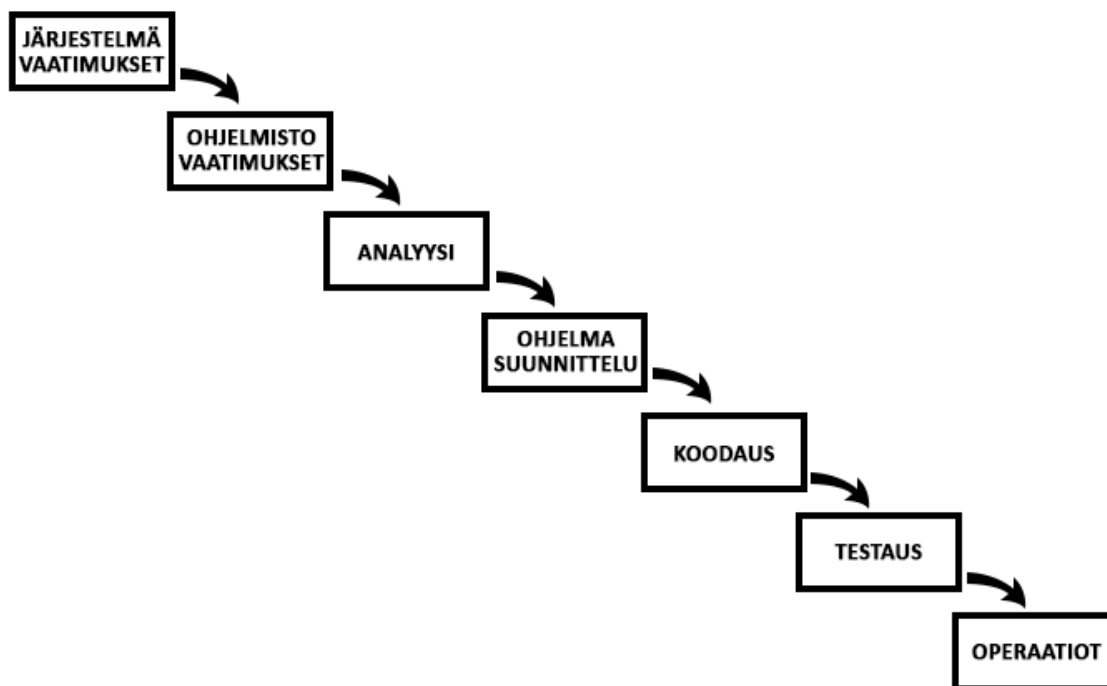 JÄRJESTELMÄ
VAATIMUKSET
OHJELMISTO
VAATIMUKSET
ANALYYSI
OHJELMA
SUUNNITTELU
KOODAUS
TESTAUS
OPERAATIOT